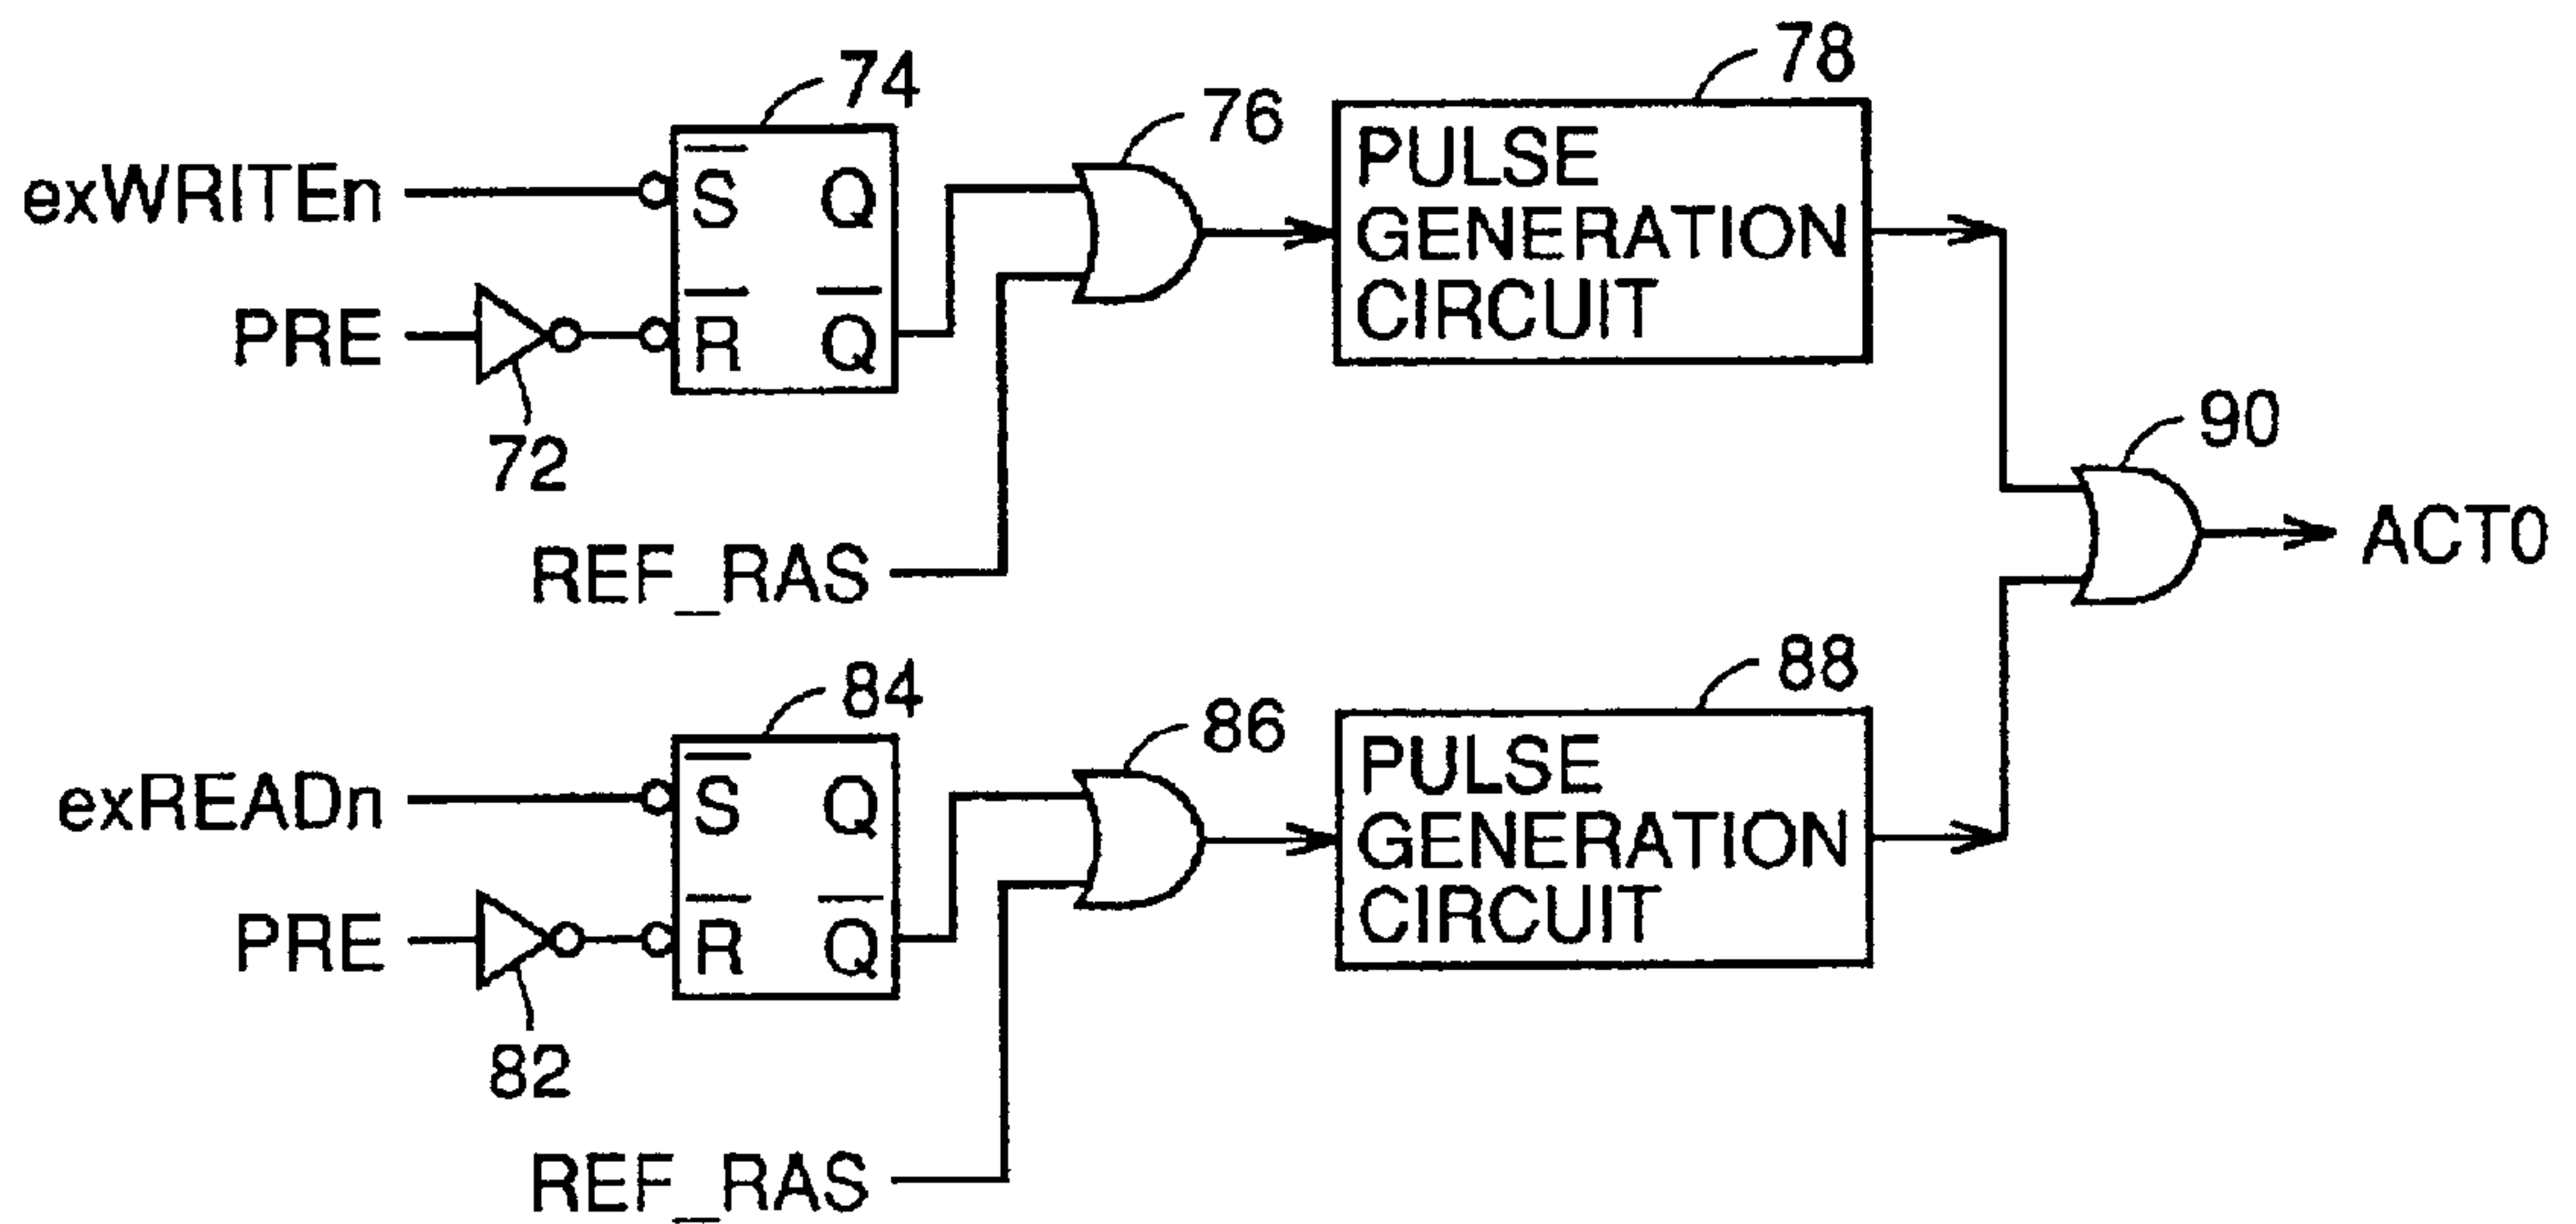 78
74
76
PULSE
GENERATION
CIRCUIT
exWRITEn
S̅ Q
PRE
R̅ Q̅
72
90
REF_RAS
ACT0
84
88
86
PULSE
GENERATION
CIRCUIT
exREADn
S̅ Q
PRE
R̅ Q̅
82
REF_RAS